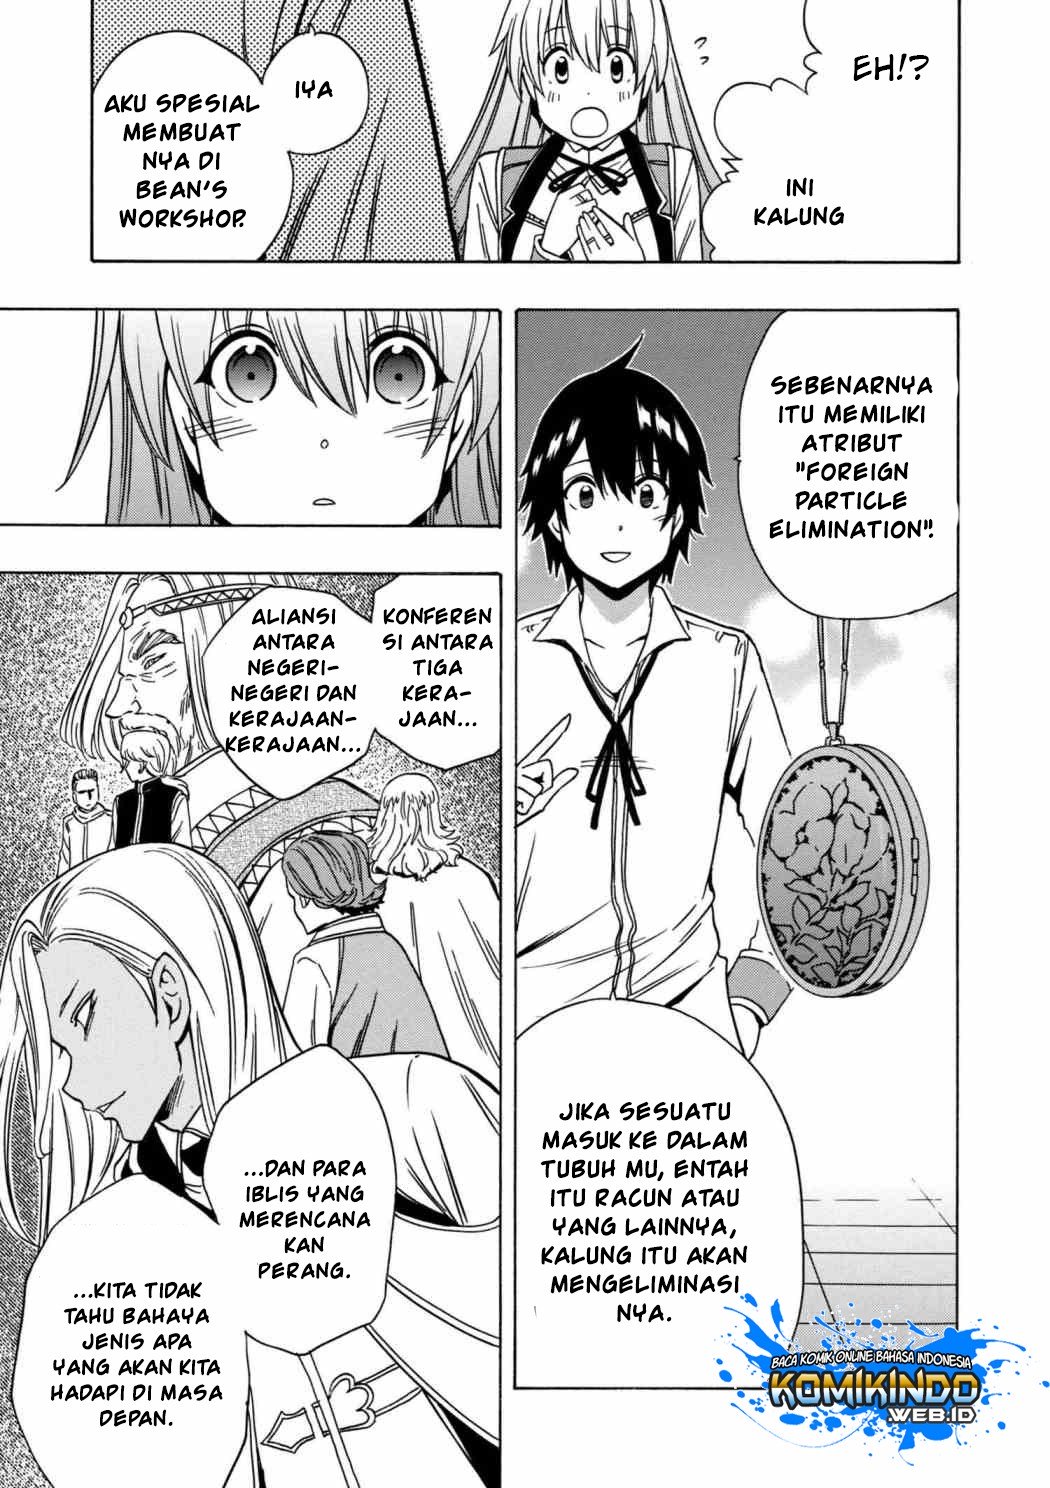 EH!?
INI
KALUNG
IYA
AKU SPESIAL
MEMBUAT
NYA DI
BEAN'S
WORKSHOP.
SEBENARNYA
ITU MEMILIKI
ATRIBUT
"FOREIGN
PARTICLE
ELIMINATION".
JIKA SESUATU
MASUK KE DALAM
TUBUH MU, ENTAH
ITU RACUN ATAU
YANG LAINNYA,
KALUNG ITU AKAN
MENGELIMINASI
NYA.
KONFEREN
SI ANTARA
TIGA
KERA-
JAAN...
ALIANSI
ANTARA
NEGERI-
NEGERI DAN
KERAJAAN-
KERAJAAN...
...DAN PARA
IBLIS YANG
MERENCANA
KAN
PERANG.
...KITA TIDAK
TAHU BAHAYA
JENIS APA
YANG AKAN KITA
HADAPI DI MASA
DEPAN.
BACA KOMIK ONLINE BAHASA INDONESIA
KOMIKINDO
.WEB.ID